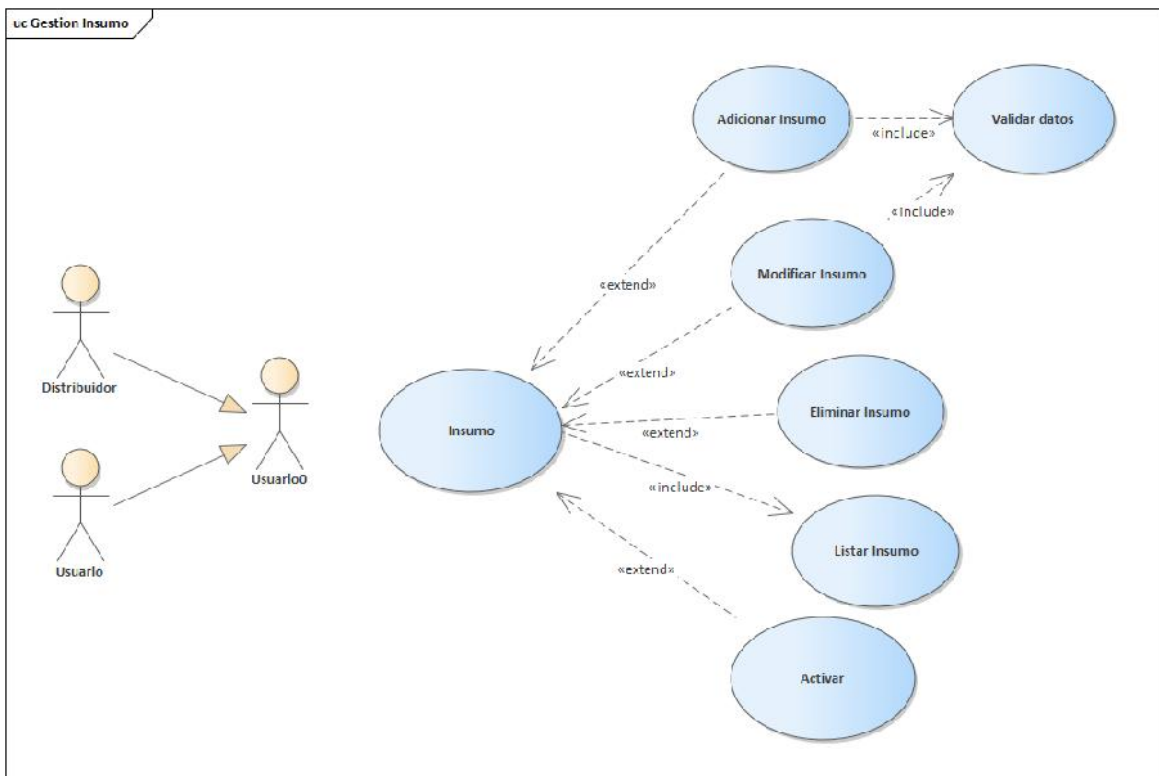 uc Gestion Insumo
Adicionar Insumo
Validar datos
«include»
«include»
Modificar Insumo
«extend»
Distribuidor
«extend»
Eliminar Insumo
«extend»
Insumo
Usuario0
«include»
Listar Insumo
Usuario
«extend»
Activar